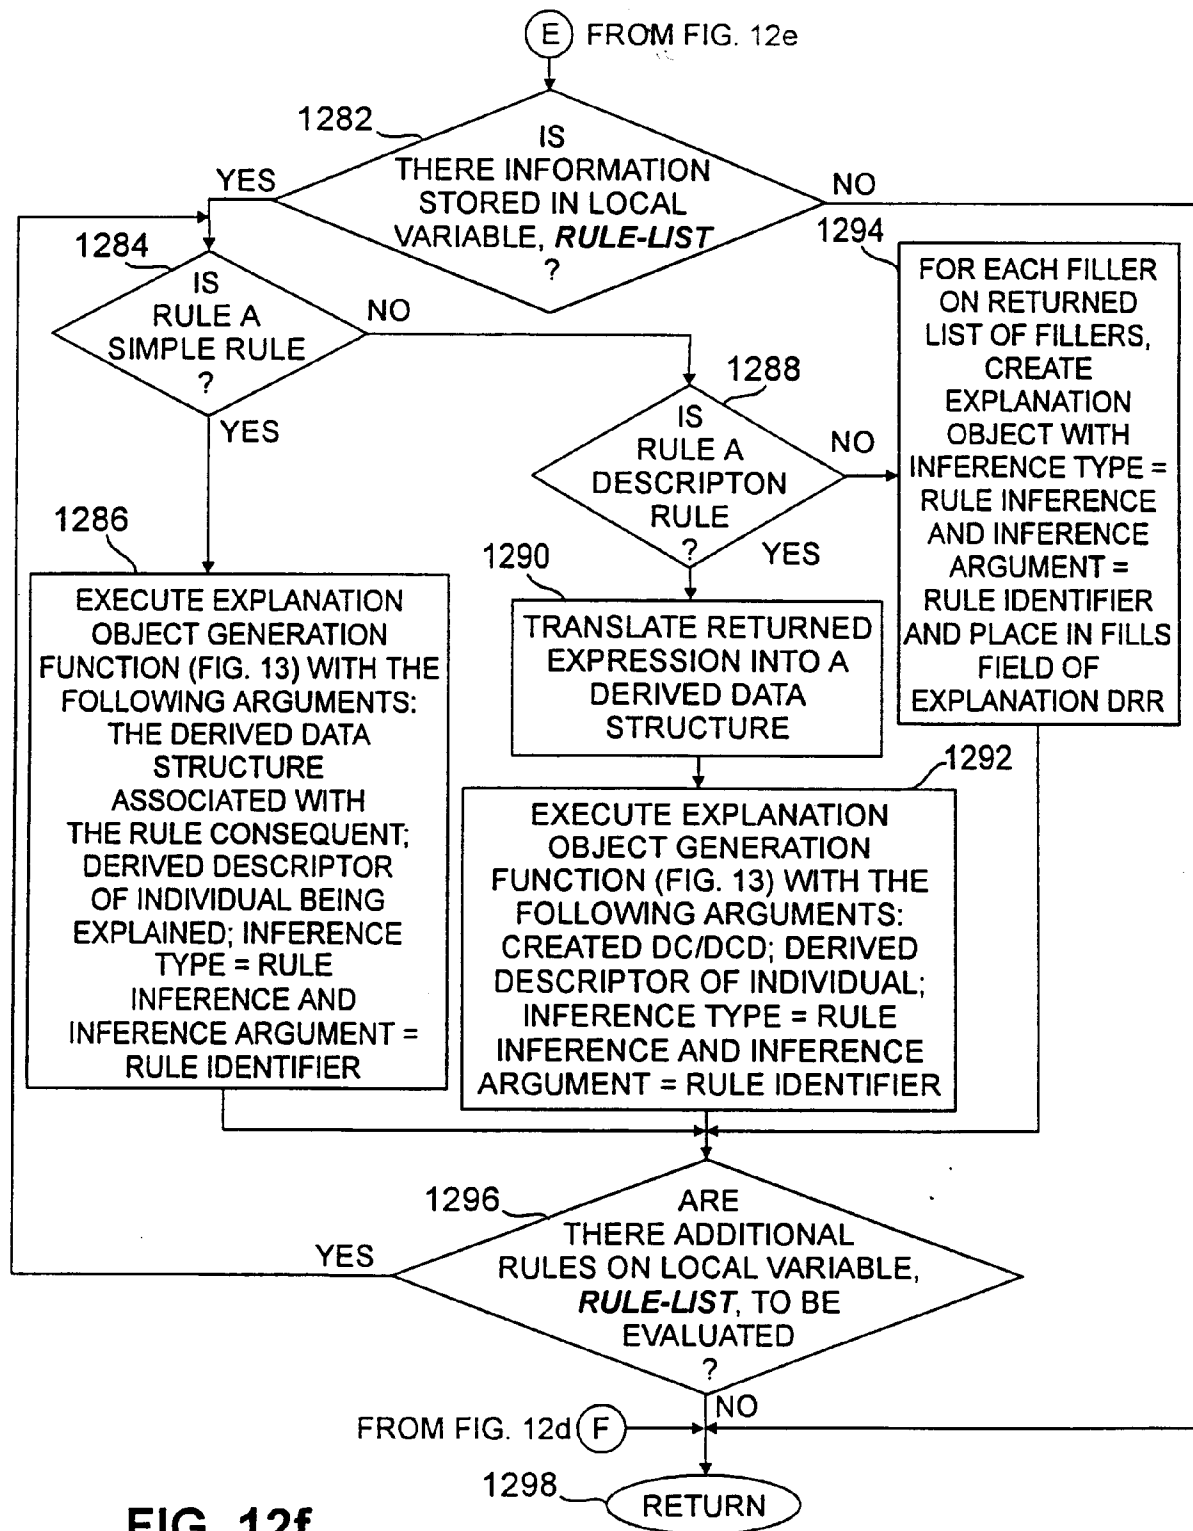 E FROM FIG. 12e
1282
IS
THERE INFORMATION
STORED IN LOCAL
VARIABLE, RULE-LIST
?
YES
NO
1284
IS
RULE A
SIMPLE RULE
?
NO
YES
1288
IS
RULE A
DESCRIPTON
RULE
?
NO
YES
1294
FOR EACH FILLER
ON RETURNED
LIST OF FILLERS,
CREATE
EXPLANATION
OBJECT WITH
INFERENCE TYPE =
RULE INFERENCE
AND INFERENCE
ARGUMENT =
RULE IDENTIFIER
AND PLACE IN FILLS
FIELD OF
EXPLANATION DRR
1286
EXECUTE EXPLANATION
OBJECT GENERATION
FUNCTION (FIG. 13) WITH THE
FOLLOWING ARGUMENTS:
THE DERIVED DATA
STRUCTURE
ASSOCIATED WITH
THE RULE CONSEQUENT;
DERIVED DESCRIPTOR
OF INDIVIDUAL BEING
EXPLAINED; INFERENCE
TYPE = RULE
INFERENCE AND
INFERENCE ARGUMENT =
RULE IDENTIFIER
1290
TRANSLATE RETURNED
EXPRESSION INTO A
DERIVED DATA
STRUCTURE
1292
EXECUTE EXPLANATION
OBJECT GENERATION
FUNCTION (FIG. 13) WITH THE
FOLLOWING ARGUMENTS:
CREATED DC/DCD; DERIVED
DESCRIPTOR OF INDIVIDUAL;
INFERENCE TYPE = RULE
INFERENCE AND INFERENCE
ARGUMENT = RULE IDENTIFIER
1296
ARE
THERE ADDITIONAL
RULES ON LOCAL VARIABLE,
RULE-LIST, TO BE
EVALUATED
?
YES
NO
FROM FIG. 12d F
1298
RETURN
FIG. 12f